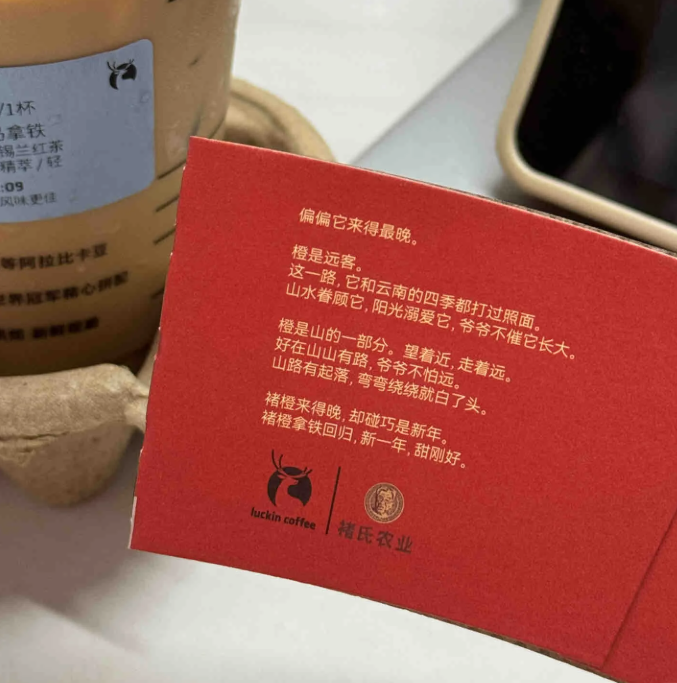 /1杯
拿铁
锡兰红茶
精萃/轻
:09
风味更佳
等阿拉比卡豆
世界冠军精心拼配
偏偏它来得最晚。
橙是远客。
这一路,它和云南的四季都打过照面。
山水眷顾它,阳光溺爱它,爷爷不催它长大。
橙是山的一部分。望着近,走着远。
好在山山有路,爷爷不怕远。
山路有起落,弯弯绕绕就白了头。
褚橙来得晚,却碰巧是新年。
褚橙拿铁回归,新一年,甜刚好。
luckin coffee
褚氏农业